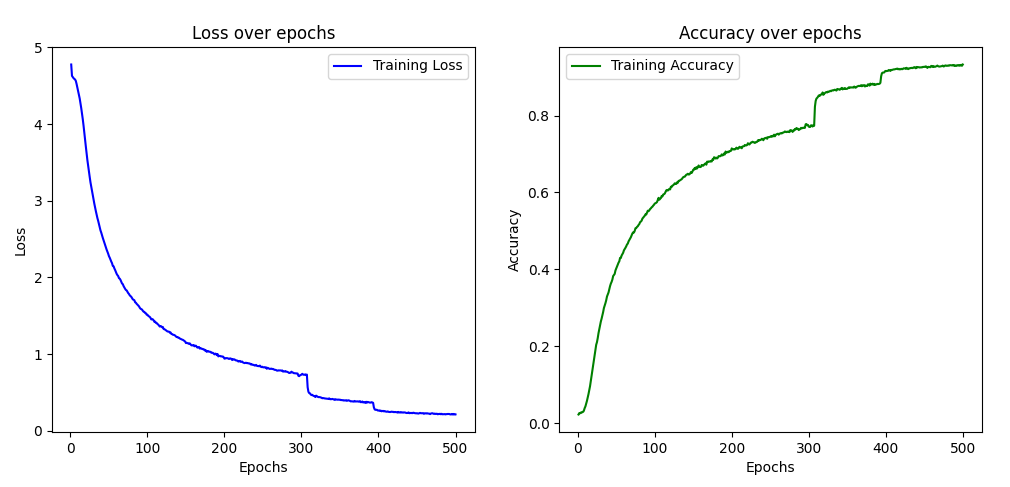 Loss over epochs
Training Loss
5
4
3
2
1
0
Loss
0 100 200 300 400 500
Epochs
Accuracy over epochs
Training Accuracy
0.8
0.6
0.4
0.2
0.0
Accuracy
0 100 200 300 400 500
Epochs